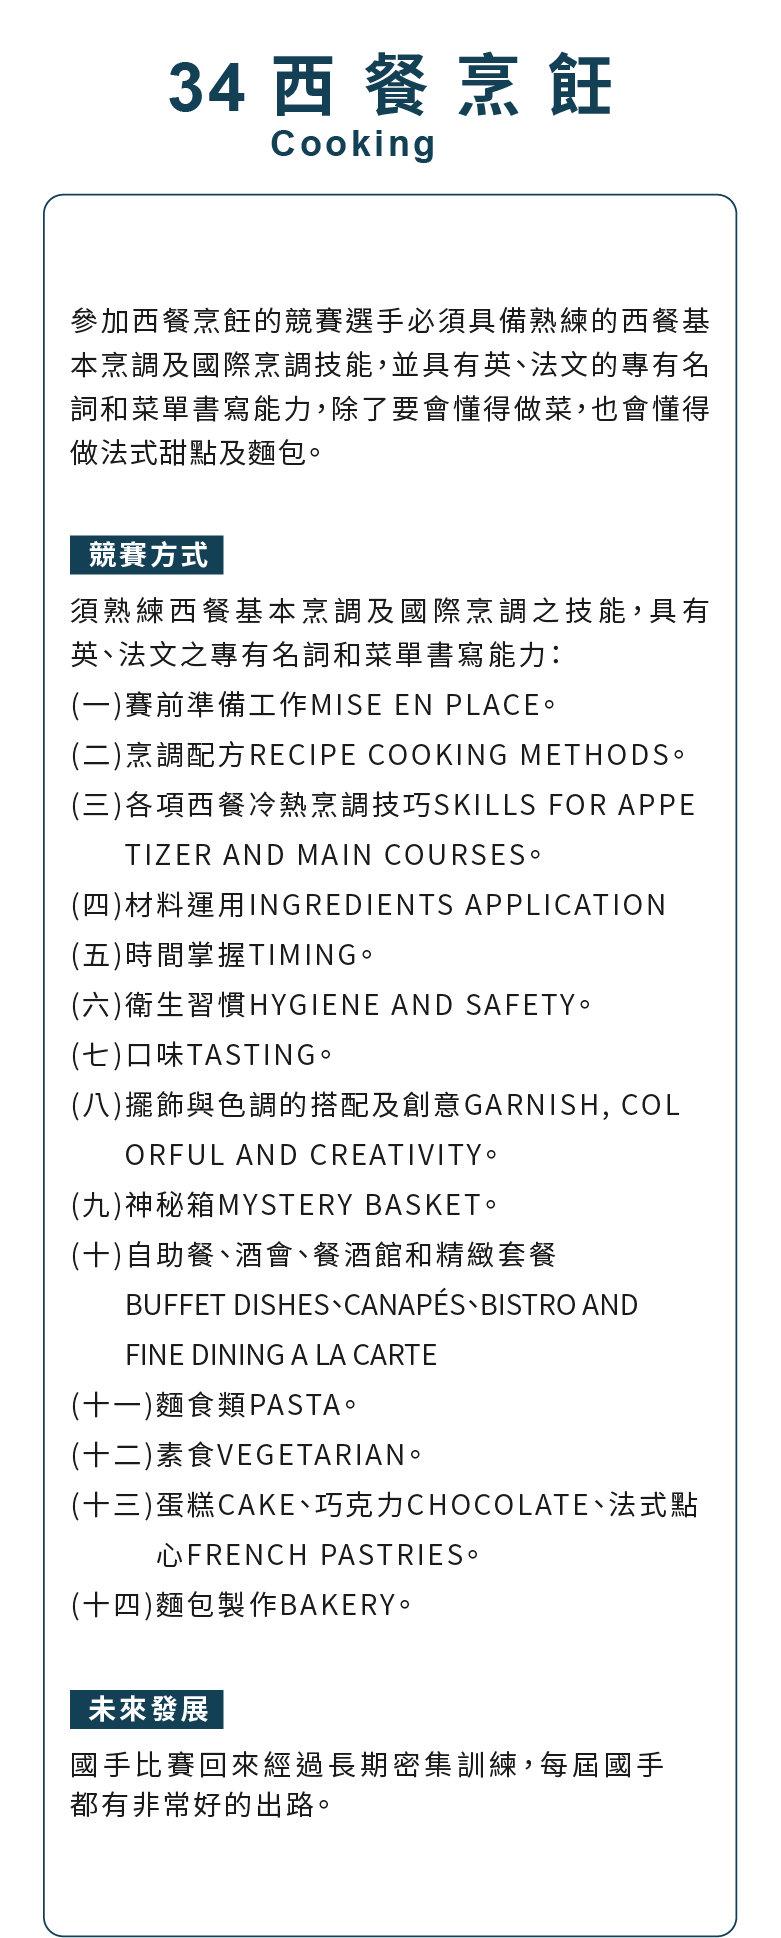 34 西餐烹飪
Cooking
參加西餐烹飪的競賽選手必須具備熟練的西餐基
本烹調及國際烹調技能，並具有英、法文的專有名
詞和菜單書寫能力，除了要會懂得做菜，也會懂得
做法式甜點及麵包。
競賽方式
須熟練西餐基本烹調及國際烹調之技能，具有
英、法文之專有名詞和菜單書寫能力：
(一)賽前準備工作MISE EN PLACE。
(二)烹調配方RECIPE COOKING METHODS。
(三)各項西餐冷熱烹調技巧SKILLS FOR APPE
TIZER AND MAIN COURSES。
(四)材料運用INGREDIENTS APPLICATION
(五)時間掌握TIMING。
(六)衛生習慣HYGIENE AND SAFETY。
(七)口味TASTING。
(八)擺飾與色調的搭配及創意GARNISH, COL
ORFUL AND CREATIVITY。
(九)神秘箱MYSTERY BASKET。
(十)自助餐、酒會、餐酒館和精緻套餐
BUFFET DISHES、CANAPÉS、BISTRO AND
FINE DINING A LA CARTE
(十一)麵食類PASTA。
(十二)素食VEGETARIAN。
(十三)蛋糕CAKE、巧克力CHOCOLATE、法式點
心FRENCH PASTRIES。
(十四)麵包製作BAKERY。
未來發展
國手比賽回來經過長期密集訓練，每屆國手
都有非常好的出路。